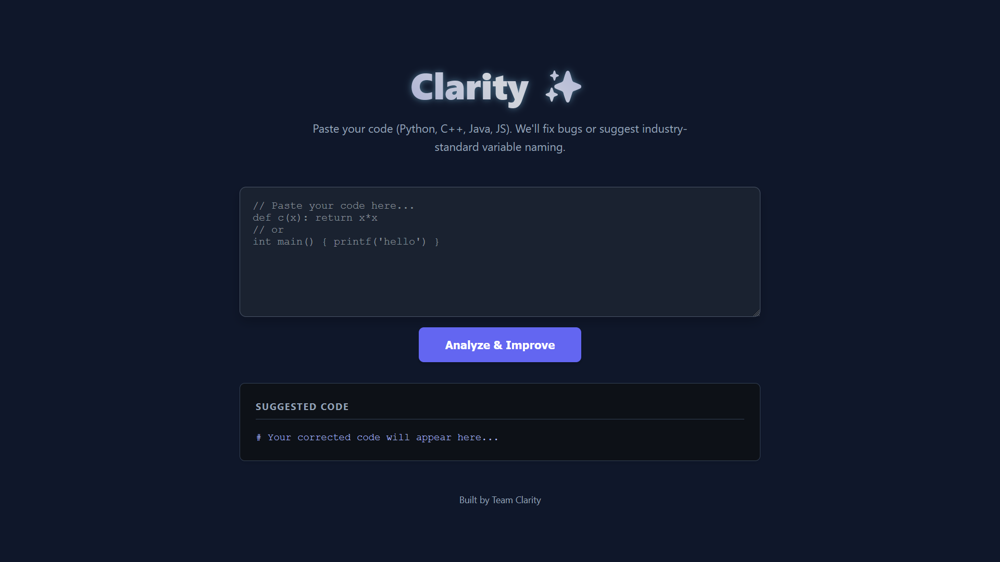 Clarity ✨
Paste your code (Python, C++, Java, JS). We'll fix bugs or suggest industry-
standard variable naming.
// Paste your code here...
def c(x): return x*x
// or
int main() { printf('hello') }
Analyze & Improve
SUGGESTED CODE
# Your corrected code will appear here...
Built by Team Clarity